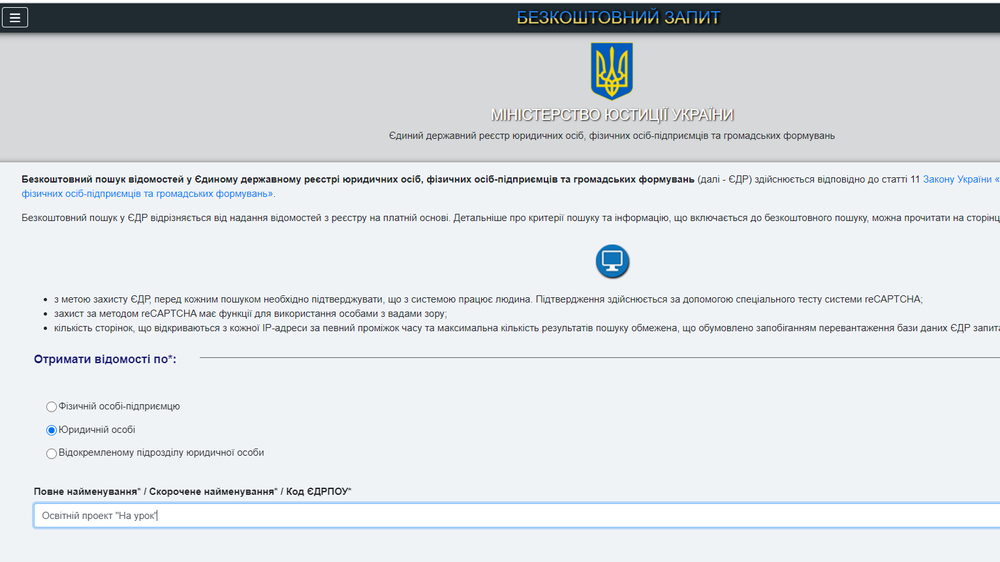 БЕЗКОШТОВНИЙ ЗАПИТ
МІНІСТЕРСТВО ЮСТИЦІЇ УКРАЇНИ
Єдиний державний реєстр юридичних осіб, фізичних осіб-підприємців та громадських формувань
Безкоштовний пошук відомостей у Єдиному державному реєстрі юридичних осіб, фізичних осіб-підприємців та громадських формувань (далі - ЄДР) здійснюється відповідно до статті 11 Закону України «
фізичних осіб-підприємців та громадських формувань».
Безкоштовний пошук у ЄДР відрізняється від надання відомостей з реєстру на платній основі. Детальніше про критерії пошуку та інформацію, що включається до безкоштовного пошуку, можна прочитати на
• з метою захисту ЄДР, перед кожним пошуком необхідно підтверджувати, що з системою працює людина. Підтвердження здійснюється за допомогою спеціального тесту системи reCAPTCHA;
• захист за методом reCAPTCHA має функції для використання особами з вадами зору;
• кількість сторінок, що відкриваються з кожної IP-адреси за певний проміжок часу та максимальна кількість результатів пошуку обмежена, що обумовлено запобіганням перевантаження бази даних ЄДР
Отримати відомості по*:
Фізичній особі-підприємцю
Юридичній особі
Відокремленому підрозділу юридичної особи
Повне найменування* / Скорочене найменування* / Код ЄДРПОУ*
Освітній проект "На урок"